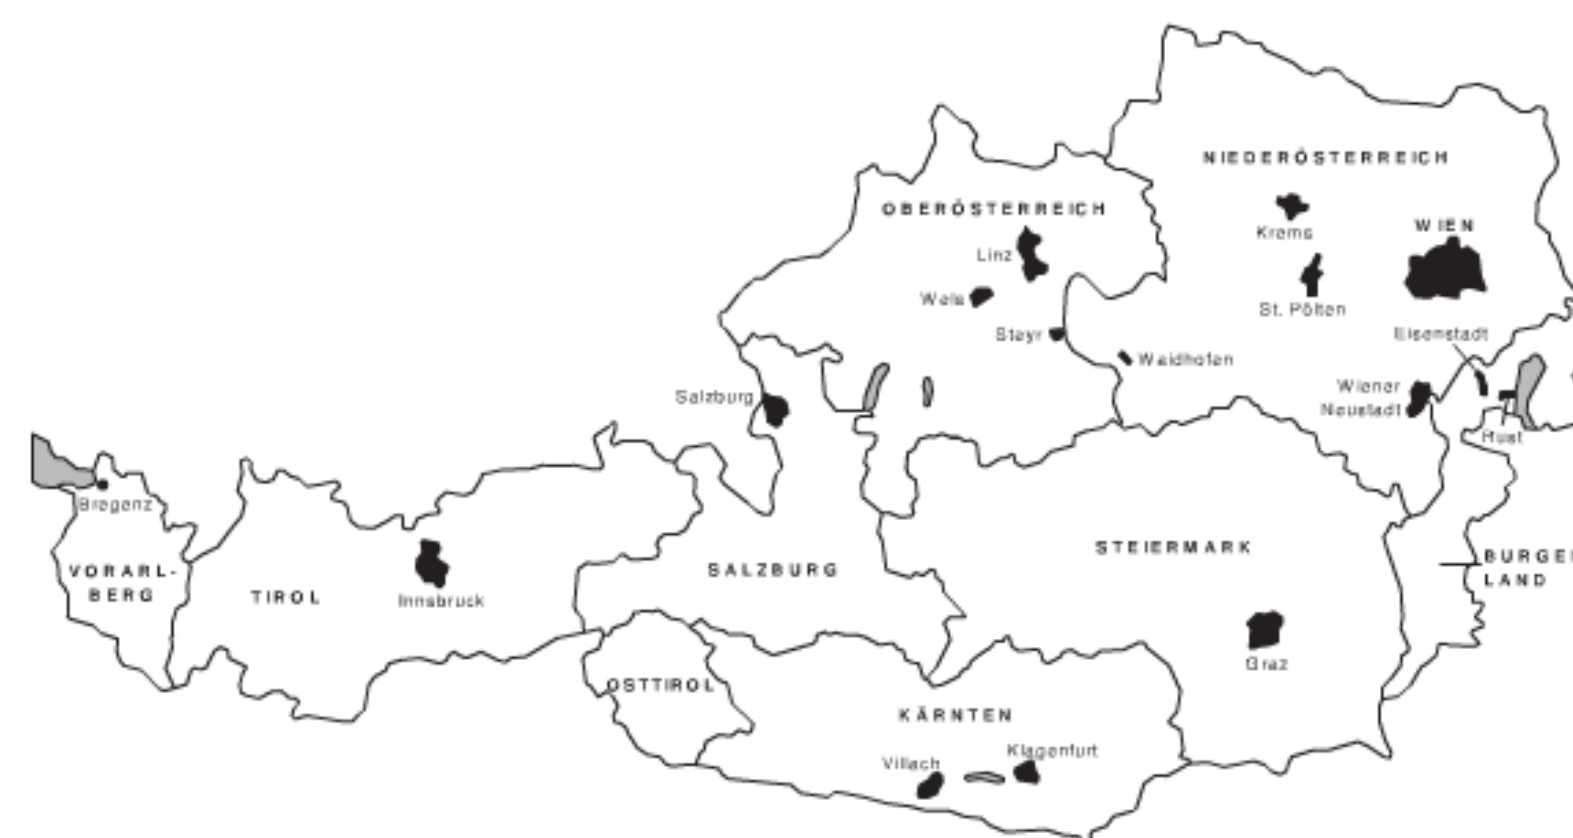 NIEDERÖSTERREICH
OBERÖSTERREICH
Krems
WIEN
Linz
Wels
St. Pölten
Steyr
Eisenstadt
Waidhofen
Salzburg
Wiener
Neustadt
Rust
Bregenz
STEIERMARK
VORARL-
BERG
TIROL
Innsbruck
SALZBURG
BURGEN
LAND
Graz
OSTTIROL
KÄRNTEN
Villach
Klagenfurt